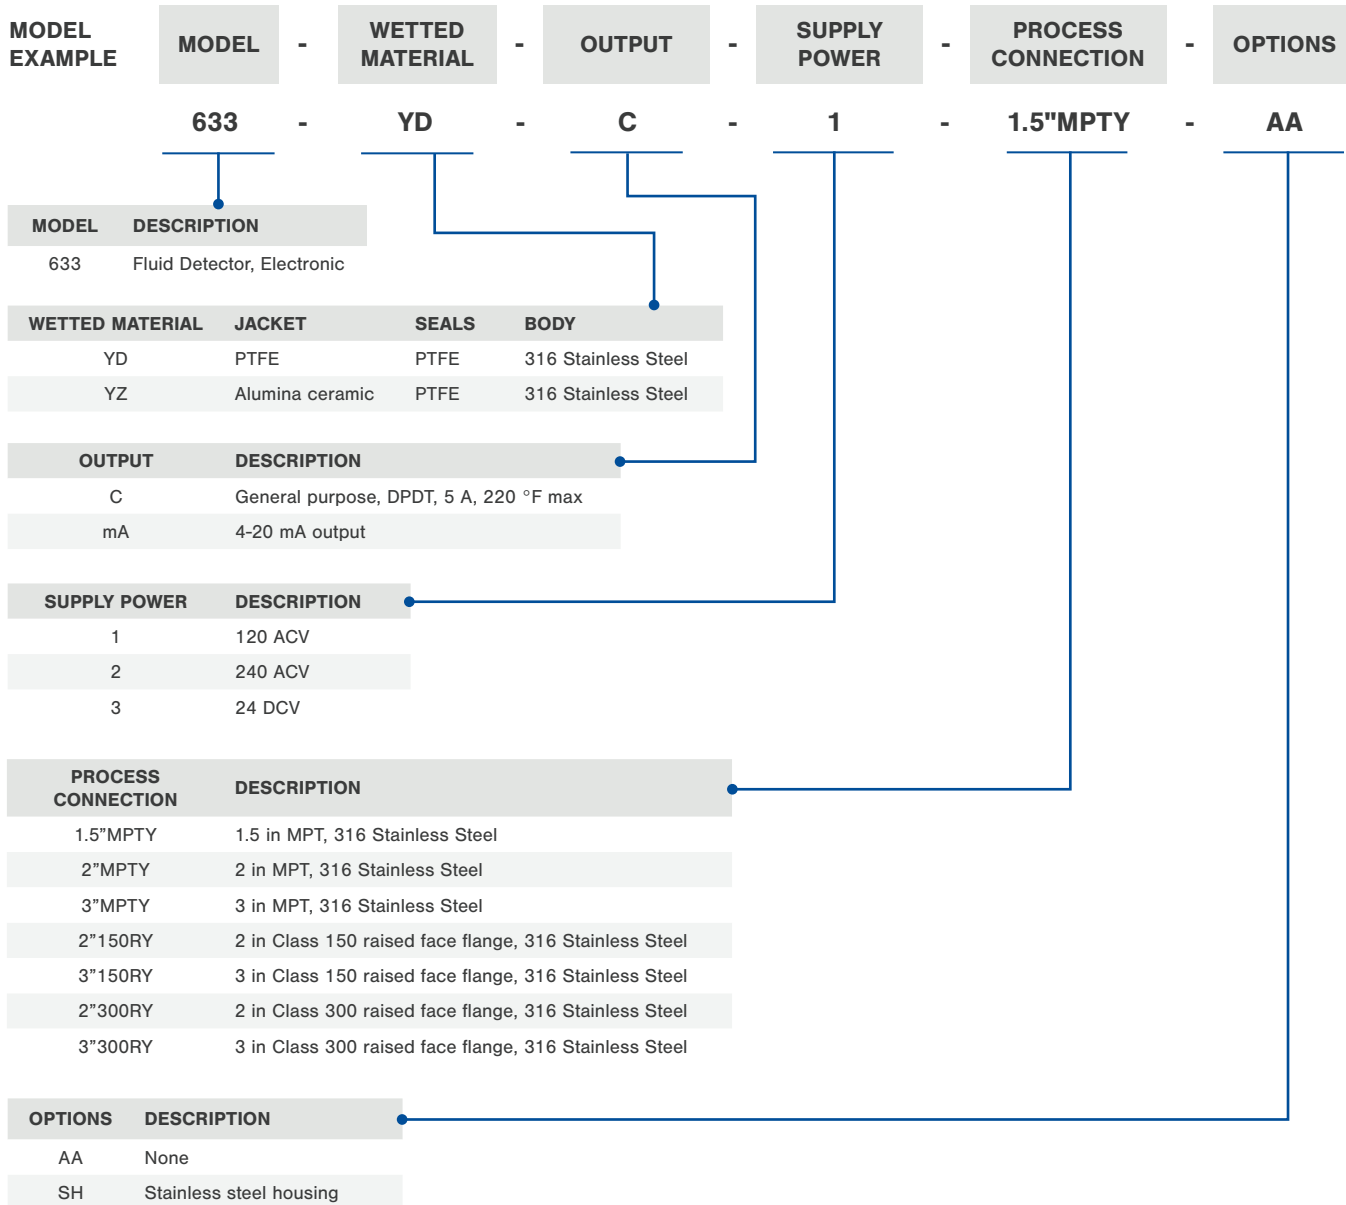 MODEL EXAMPLE MODEL - WETTED MATERIAL - OUTPUT - SUPPLY POWER - PROCESS CONNECTION - OPTIONS
633 - YD - C - 1 - 1.5"MPTY - AA
MODEL DESCRIPTION
633 Fluid Detector, Electronic
WETTED MATERIAL JACKET SEALS BODY
YD PTFE PTFE 316 Stainless Steel
YZ Alumina ceramic PTFE 316 Stainless Steel
OUTPUT DESCRIPTION
C General purpose, DPDT, 5 A, 220 °F max
mA 4-20 mA output
SUPPLY POWER DESCRIPTION
1 120 ACV
2 240 ACV
3 24 DCV
PROCESS CONNECTION DESCRIPTION
1.5”MPTY 1.5 in MPT, 316 Stainless Steel
2”MPTY 2 in MPT, 316 Stainless Steel
3”MPTY 3 in MPT, 316 Stainless Steel
2”150RY 2 in Class 150 raised face flange, 316 Stainless Steel
3”150RY 3 in Class 150 raised face flange, 316 Stainless Steel
2”300RY 2 in Class 300 raised face flange, 316 Stainless Steel
3”300RY 3 in Class 300 raised face flange, 316 Stainless Steel
OPTIONS DESCRIPTION
AA None
SH Stainless steel housing